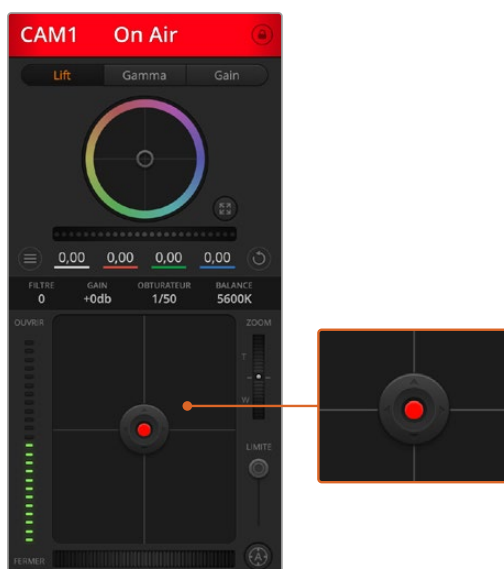 CAM1 On Air
Lift Gamma Gain
0,00 0,00 0,00 0,00
FILTRE GAIN OBTURATEUR BALANCE
0 +0db 1/50 5600K
OUVRIR ZOOM
T
W
LIMITE
FERMER A